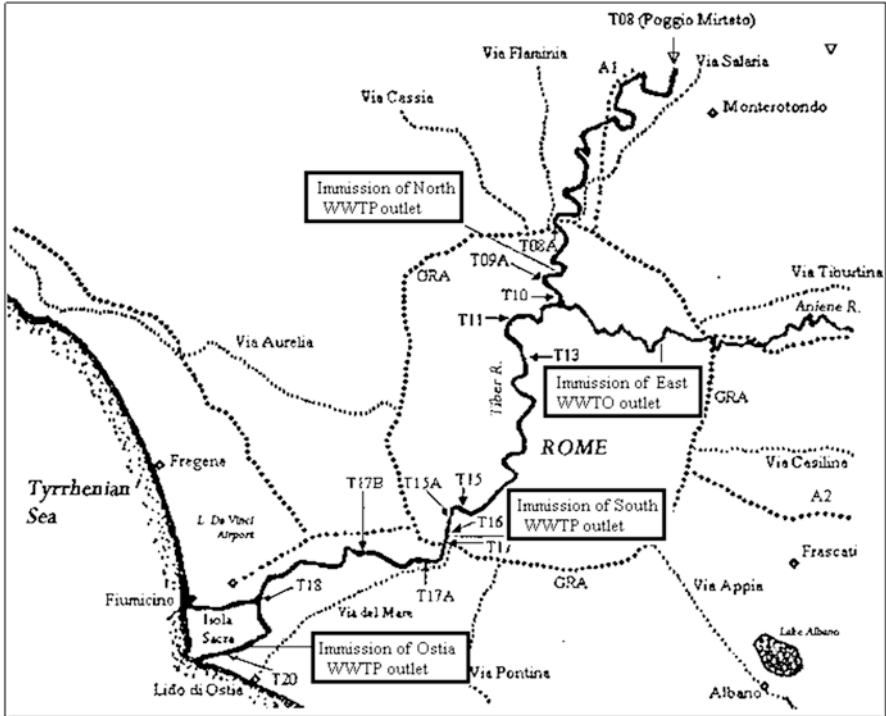 T08 (Poggio Mirteto)
Via Flaminia
A1
Via Salaria
Via Cassia
Monterotondo
Immission of North
WWTP outlet
T08A
GRA
T09A
Via Tiburtina
T10
Aniene R.
T11
Via Aurelia
T13
Tiber R.
Immission of East
WWTO outlet
GRA
ROME
Fregene
Via Casilina
Tyrrhenian
Sea
T17B
T15A
T15
A2
L. Da Vinci
Airport
Immission of South
WWTP outlet
T16
T1
Frascati
GRA
T18
T17A
Via Appia
Fiumicino
Isola
Sacra
Via del Mare
Lake Albano
Immission of Ostia
WWTP outlet
Via Pontina
T20
Lido di Ostia
Albano